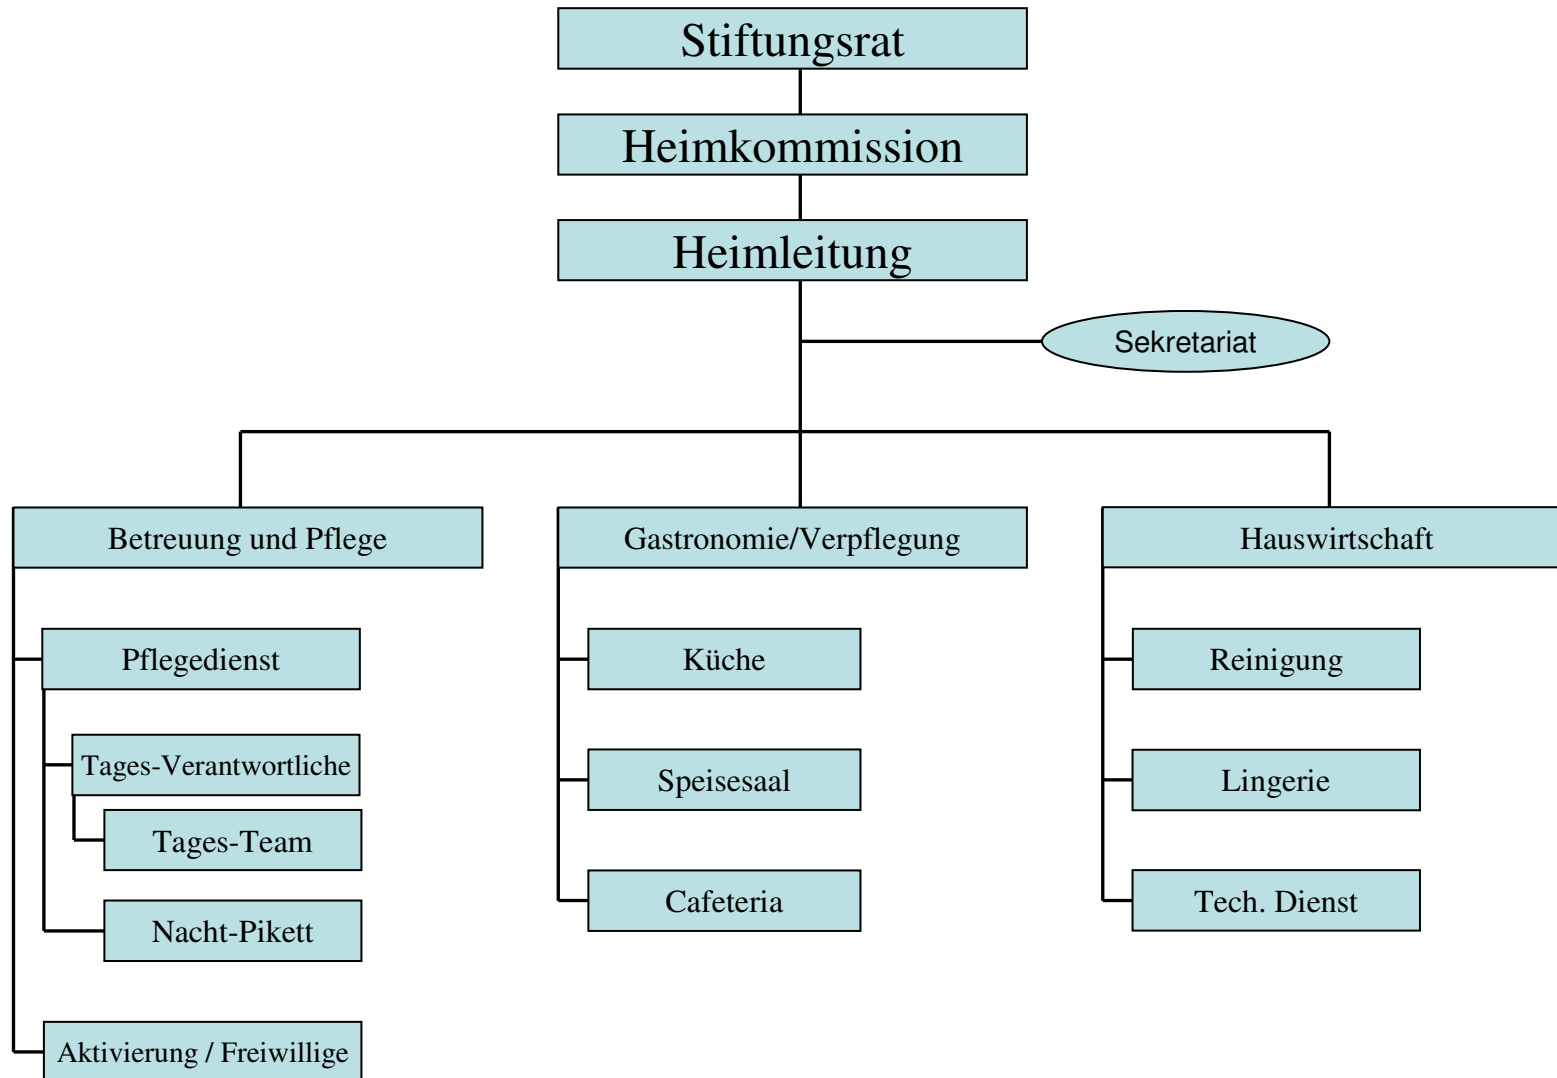 Stiftungsrat
Heimkommission
Heimleitung
Sekretariat
Betreuung und Pflege
Pflegedienst
Tages-Verantwortliche
Tages-Team
Nacht-Pikett
Aktivierung / Freiwillige
Gastronomie/Verpflegung
Küche
Speisesaal
Cafeteria
Hauswirtschaft
Reinigung
Lingerie
Tech. Dienst